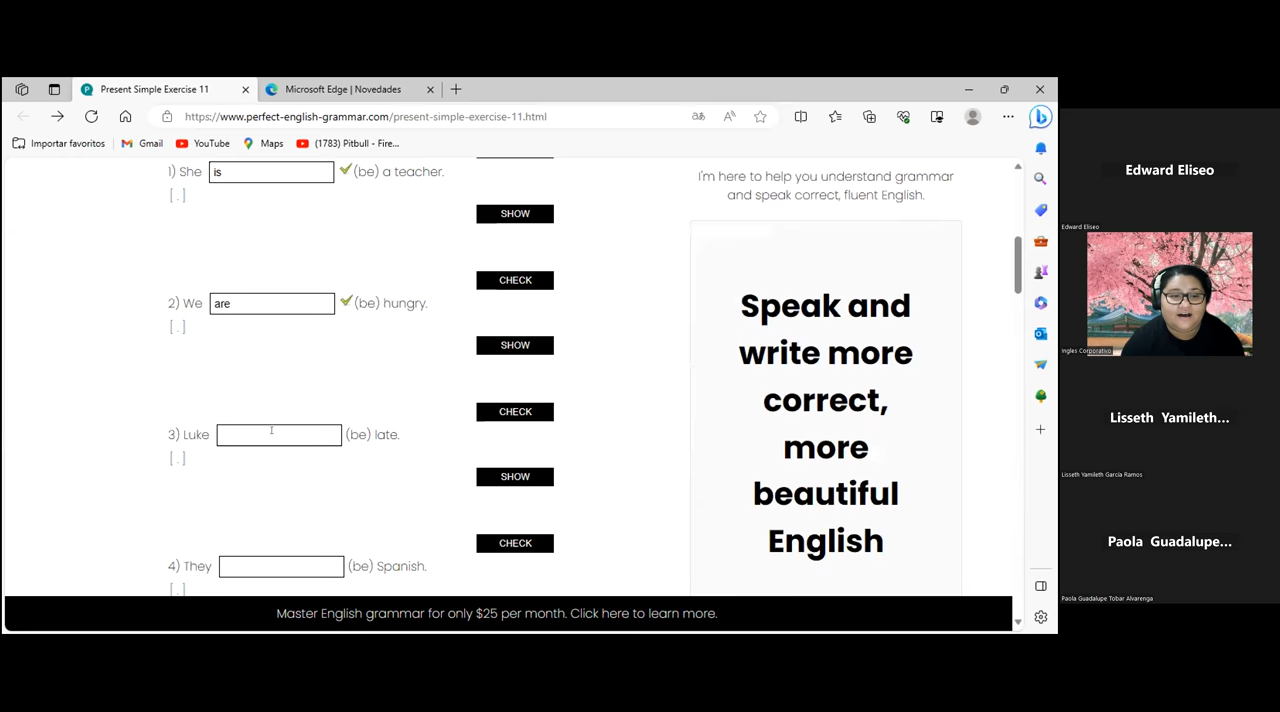 Present Simple Exercise 11
Microsoft Edge | Novedades
https://www.perfect-english-grammar.com/present-simple-exercise-11.html
Importar favoritos
Gmail
YouTube
Maps
(1783) Pitbull - Fire...
1) She is (be) a teacher.
[ . ]
SHOW
CHECK
2) We are (be) hungry.
[ . ]
SHOW
CHECK
3) Luke (be) late.
[ . ]
SHOW
CHECK
4) They (be) Spanish.
[ . ]
I'm here to help you understand grammar
and speak correct, fluent English.
Speak and
write more
correct,
more
beautiful
English
Master English grammar for only $25 per month. Click here to learn more.
Edward Eliseo
Edward Eliseo
Ingles Corporativo
Lisseth Yamileth...
Lisseth Yamileth García Ramos
Paola Guadalupe...
Paola Guadalupe Tobar Alvarenga